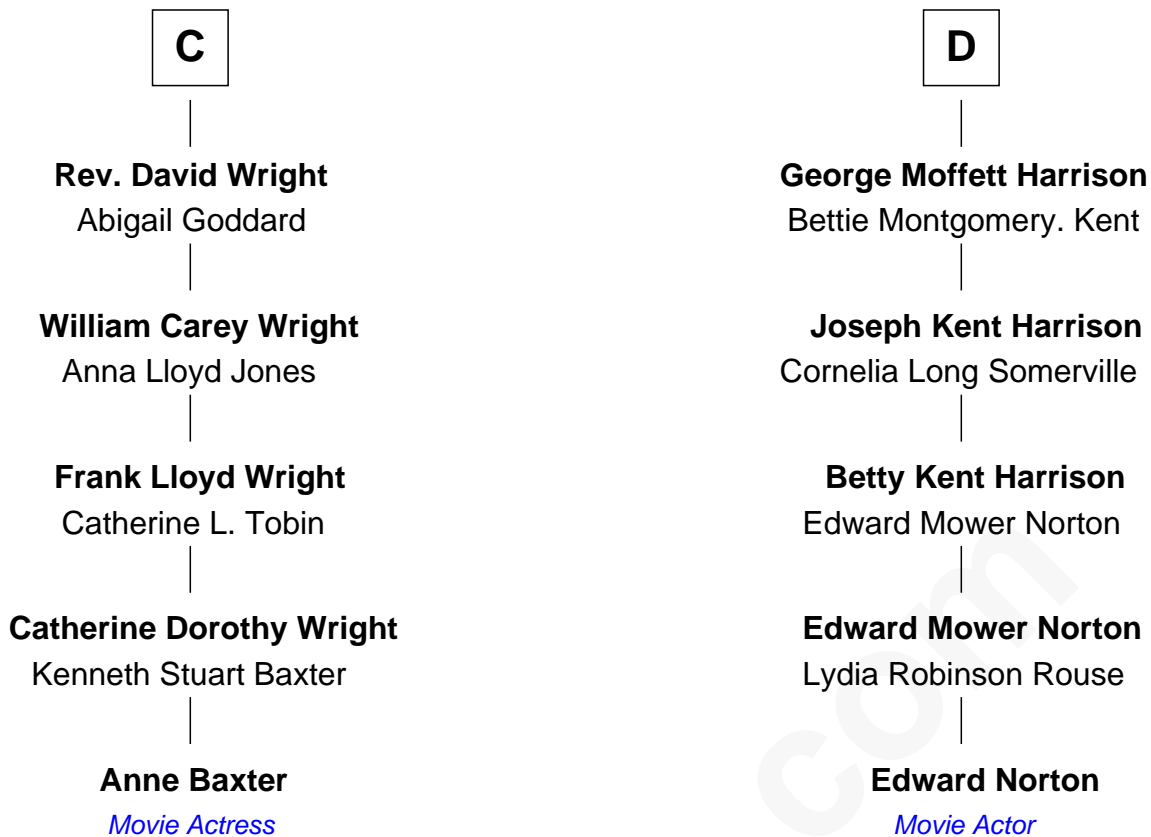 C
Rev. David Wright
Abigail Goddard
William Carey Wright
Anna Lloyd Jones
Frank Lloyd Wright
Catherine L. Tobin
Catherine Dorothy Wright
Kenneth Stuart Baxter
Anne Baxter
Movie Actress
D
George Moffett Harrison
Bettie Montgomery. Kent
Joseph Kent Harrison
Cornelia Long Somerville
Betty Kent Harrison
Edward Mower Norton
Edward Mower Norton
Lydia Robinson Rouse
Edward Norton
Movie Actor
com